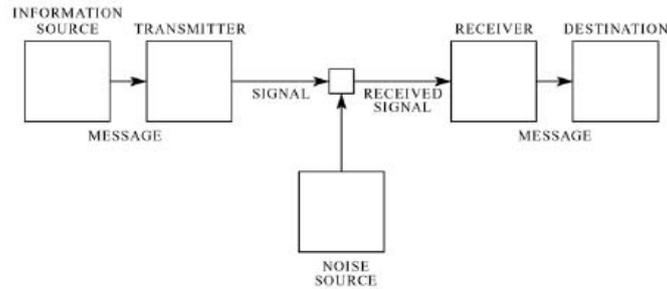 INFORMATION
SOURCE
TRANSMITTER
RECEIVER
DESTINATION
SIGNAL
RECEIVED
SIGNAL
MESSAGE
MESSAGE
NOISE
SOURCE